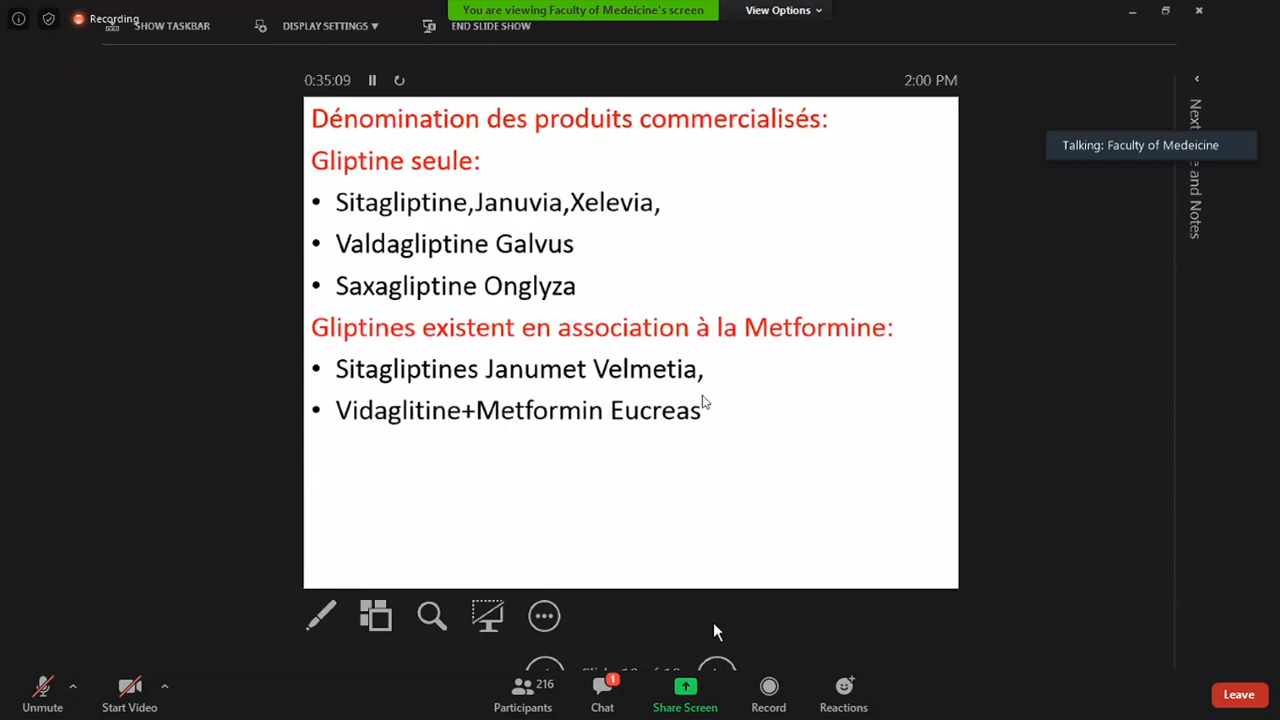 Recording
SHOW TASKBAR
DISPLAY SETTINGS ▾
END SLIDE SHOW
You are viewing Faculty of Medeicine's screen
View Options
0:35:09
2:00 PM
Dénomination des produits commercialisés:
Gliptine seule:
• Sitagliptine,Januvia,Xelevia,
• Valdagliptine Galvus
• Saxagliptine Onglyza
Gliptines existent en association à la Metformine:
• Sitagliptines Janumet Velmetia,
• Vidaglitine+Metformin Eucreas
Talking: Faculty of Medeicine
Next
and Notes
Unmute
Start Video
216
Participants
1
Chat
Share Screen
Record
Reactions
Leave